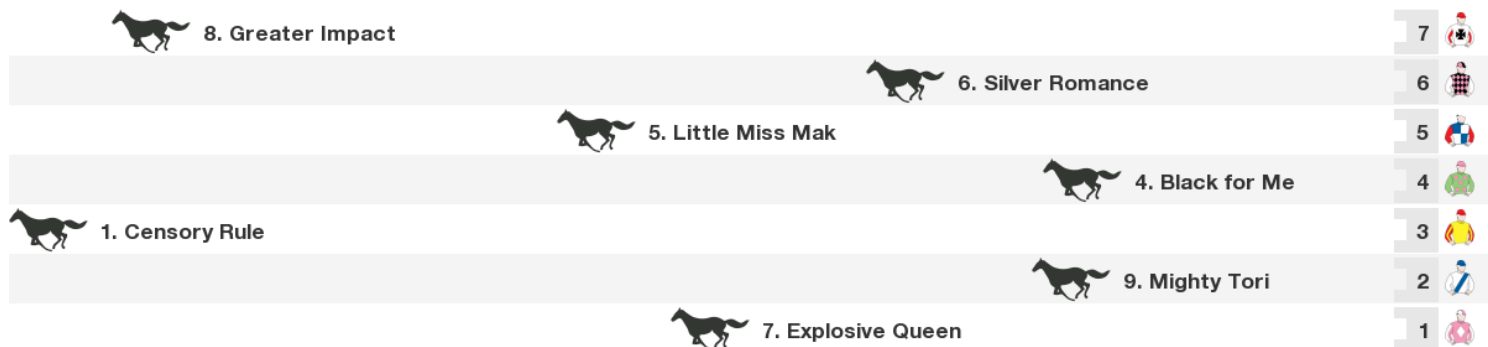 8. Greater Impact 7
6. Silver Romance 6
5. Little Miss Mak 5
4. Black for Me 4
1. Censory Rule 3
9. Mighty Tori 2
7. Explosive Queen 1